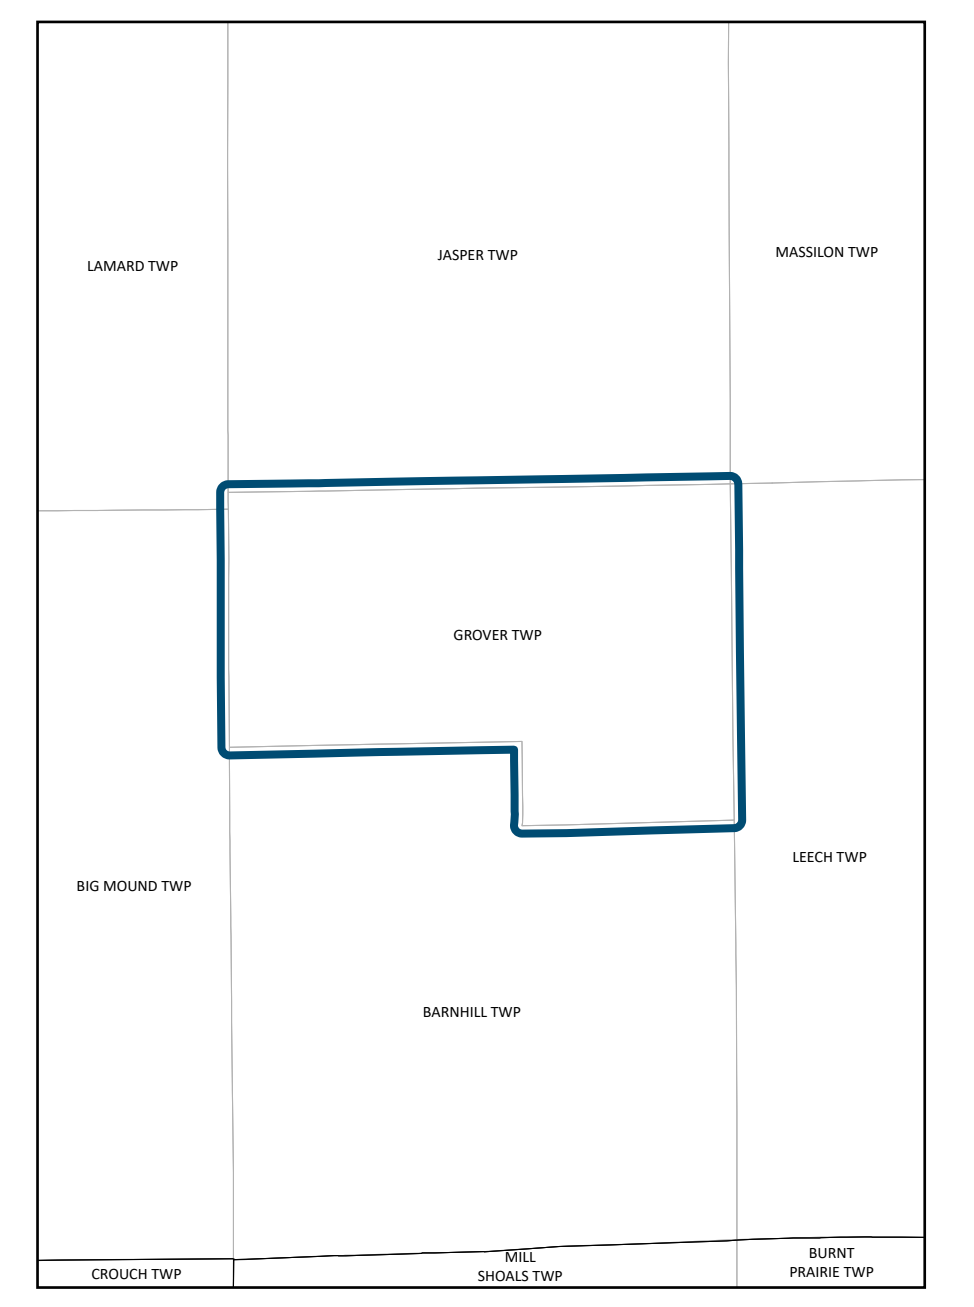 MASSILON TWP
JASPER TWP
LAMARD TWP
GROVER TWP
LEECH TWP
BIG MOUND TWP
BARNHILL TWP
MILL
SHOALS TWP
BURNT
PRAIRIE TWP
CROUCH TWP